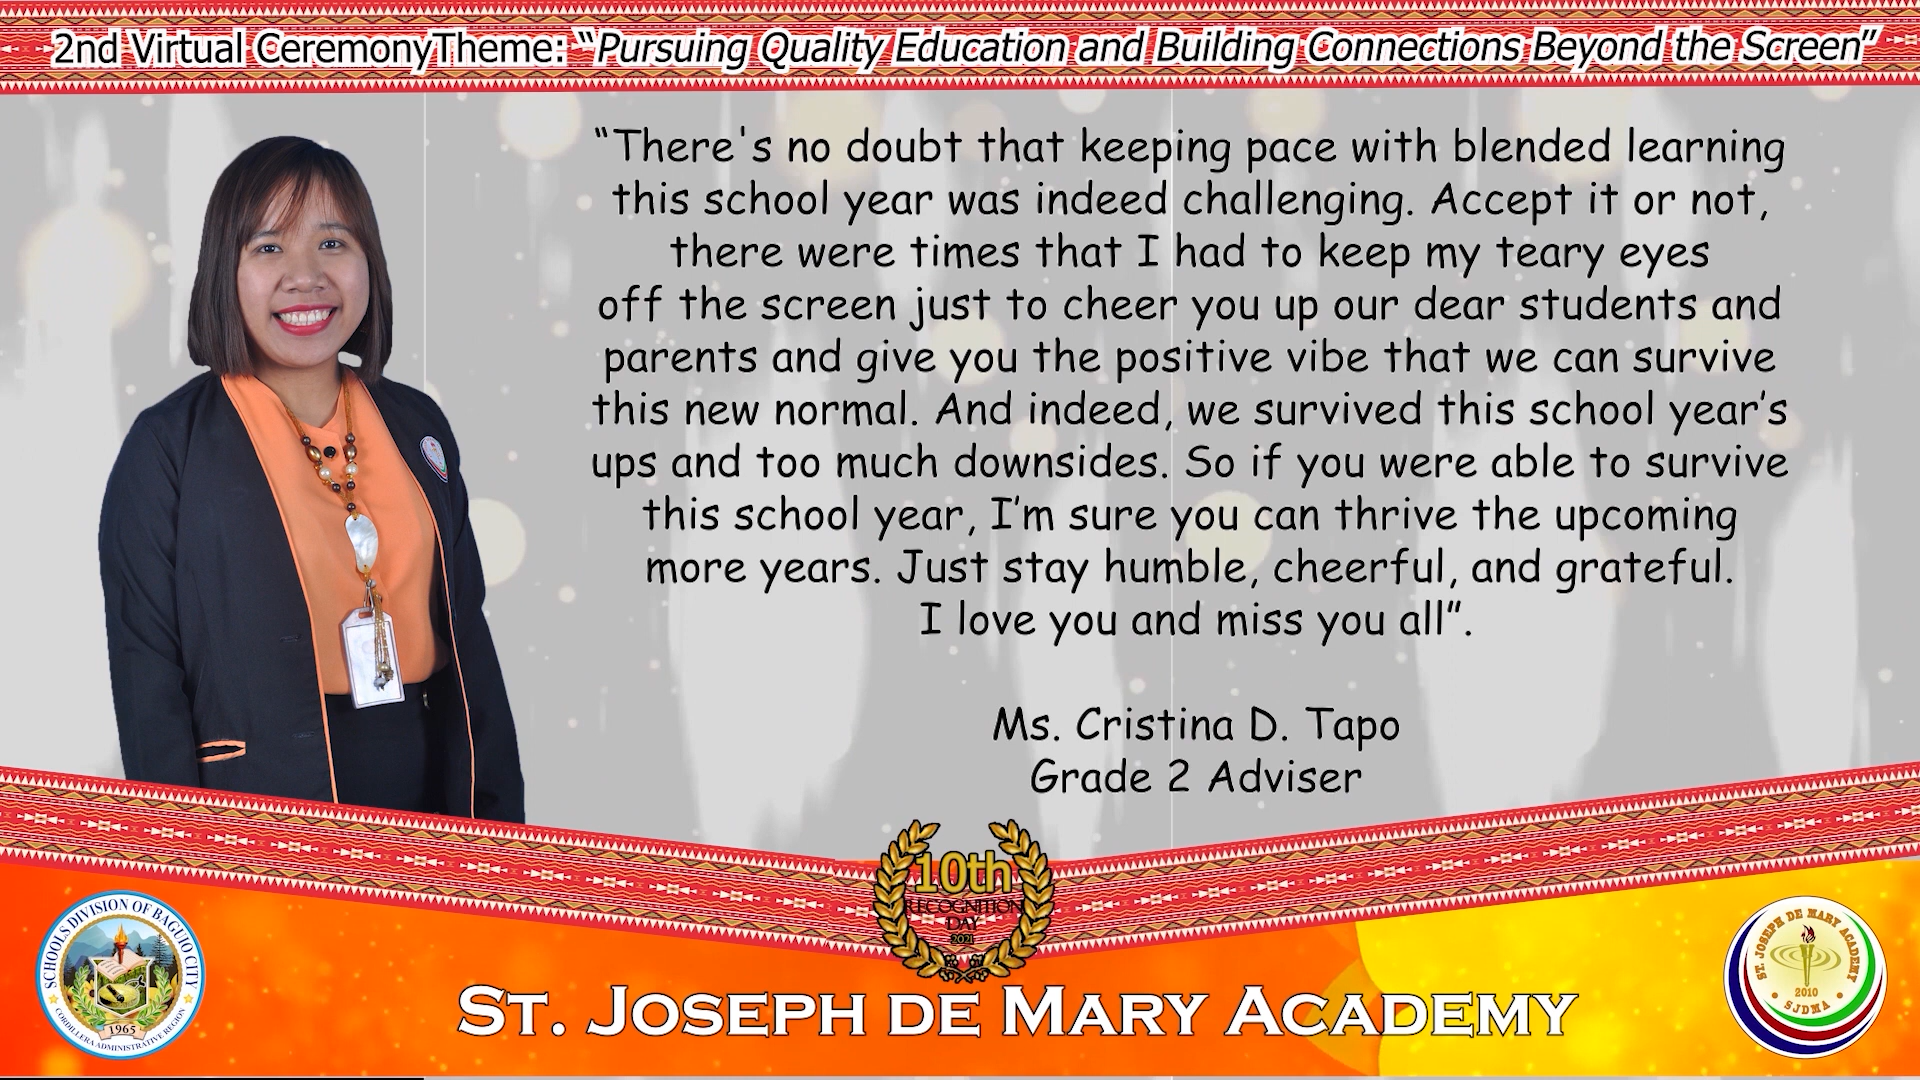 2nd Virtual CeremonyTheme: “Pursuing Quality Education and Building Connections Beyond the Screen”
“There's no doubt that keeping pace with blended learning
this school year was indeed challenging. Accept it or not,
there were times that I had to keep my teary eyes
off the screen just to cheer you up our dear students and
parents and give you the positive vibe that we can survive
this new normal. And indeed, we survived this school year’s
ups and too much downsides. So if you were able to survive
this school year, I’m sure you can thrive the upcoming
more years. Just stay humble, cheerful, and grateful.
I love you and miss you all”.
Ms. Cristina D. Tapo
Grade 2 Adviser
10th
RECOGNITION
DAY
2021
SCHOOLS DIVISION OF BAGUIO CITY
1965
CORDILLERA ADMINISTRATIVE REGION
ST. JOSEPH DE MARY ACADEMY
ST. JOSEPH DE MARY ACADEMY
2010
SJDMA